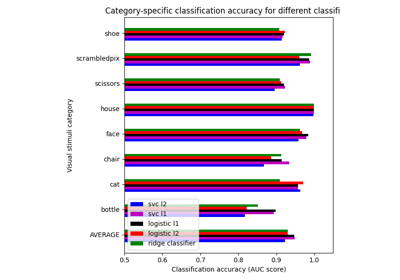 Category-specific classification accuracy for different classifi
Visual stimuli category
shoe
scrambledpix
scissors
house
face
chair
cat
bottle
AVERAGE
svc l2
svc l1
logistic l1
logistic l2
ridge classifier
0.5 0.6 0.7 0.8 0.9 1.0
Classification accuracy (AUC score)